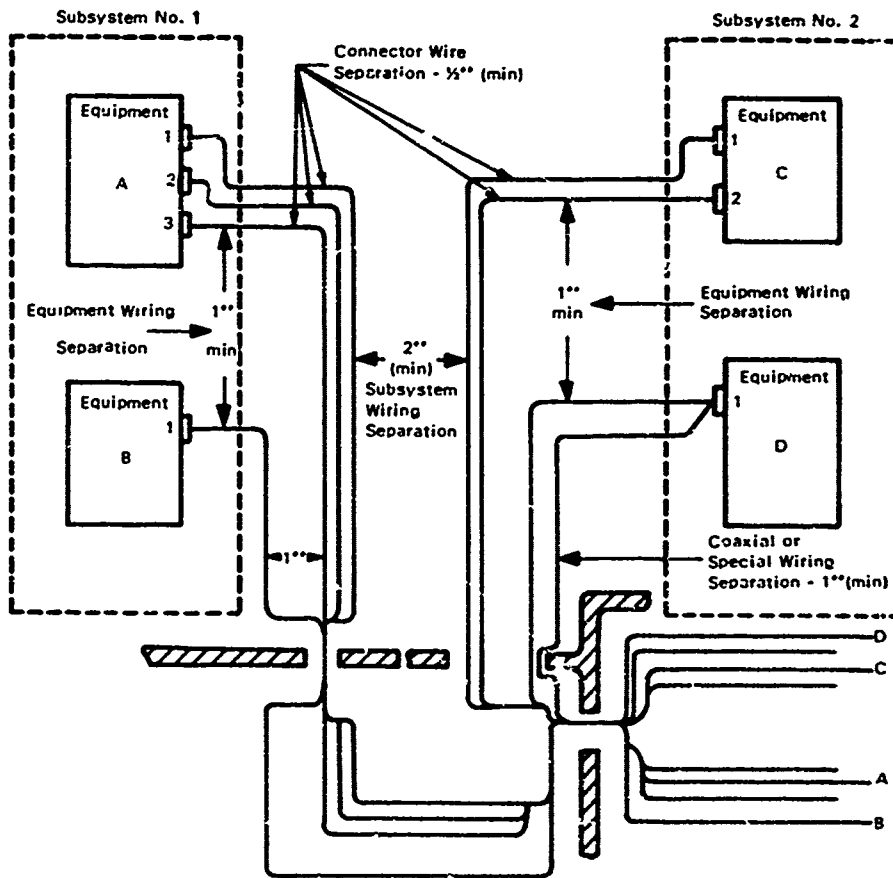 Subsystem No. 1
Subsystem No. 2
Connector Wire
Separation - ½"" (min)
Equipment
1
A
2
3
Equipment
1
C
2
Equipment Wiring
Separation
1""
min
2""
(min)
Subsystem
Wiring
Separation
1""
min
Equipment Wiring
Separation
Equipment
1
B
Equipment
1
D
1""
Coaxial or
Special Wiring
Separation - 1""(min)
D
C
A
B